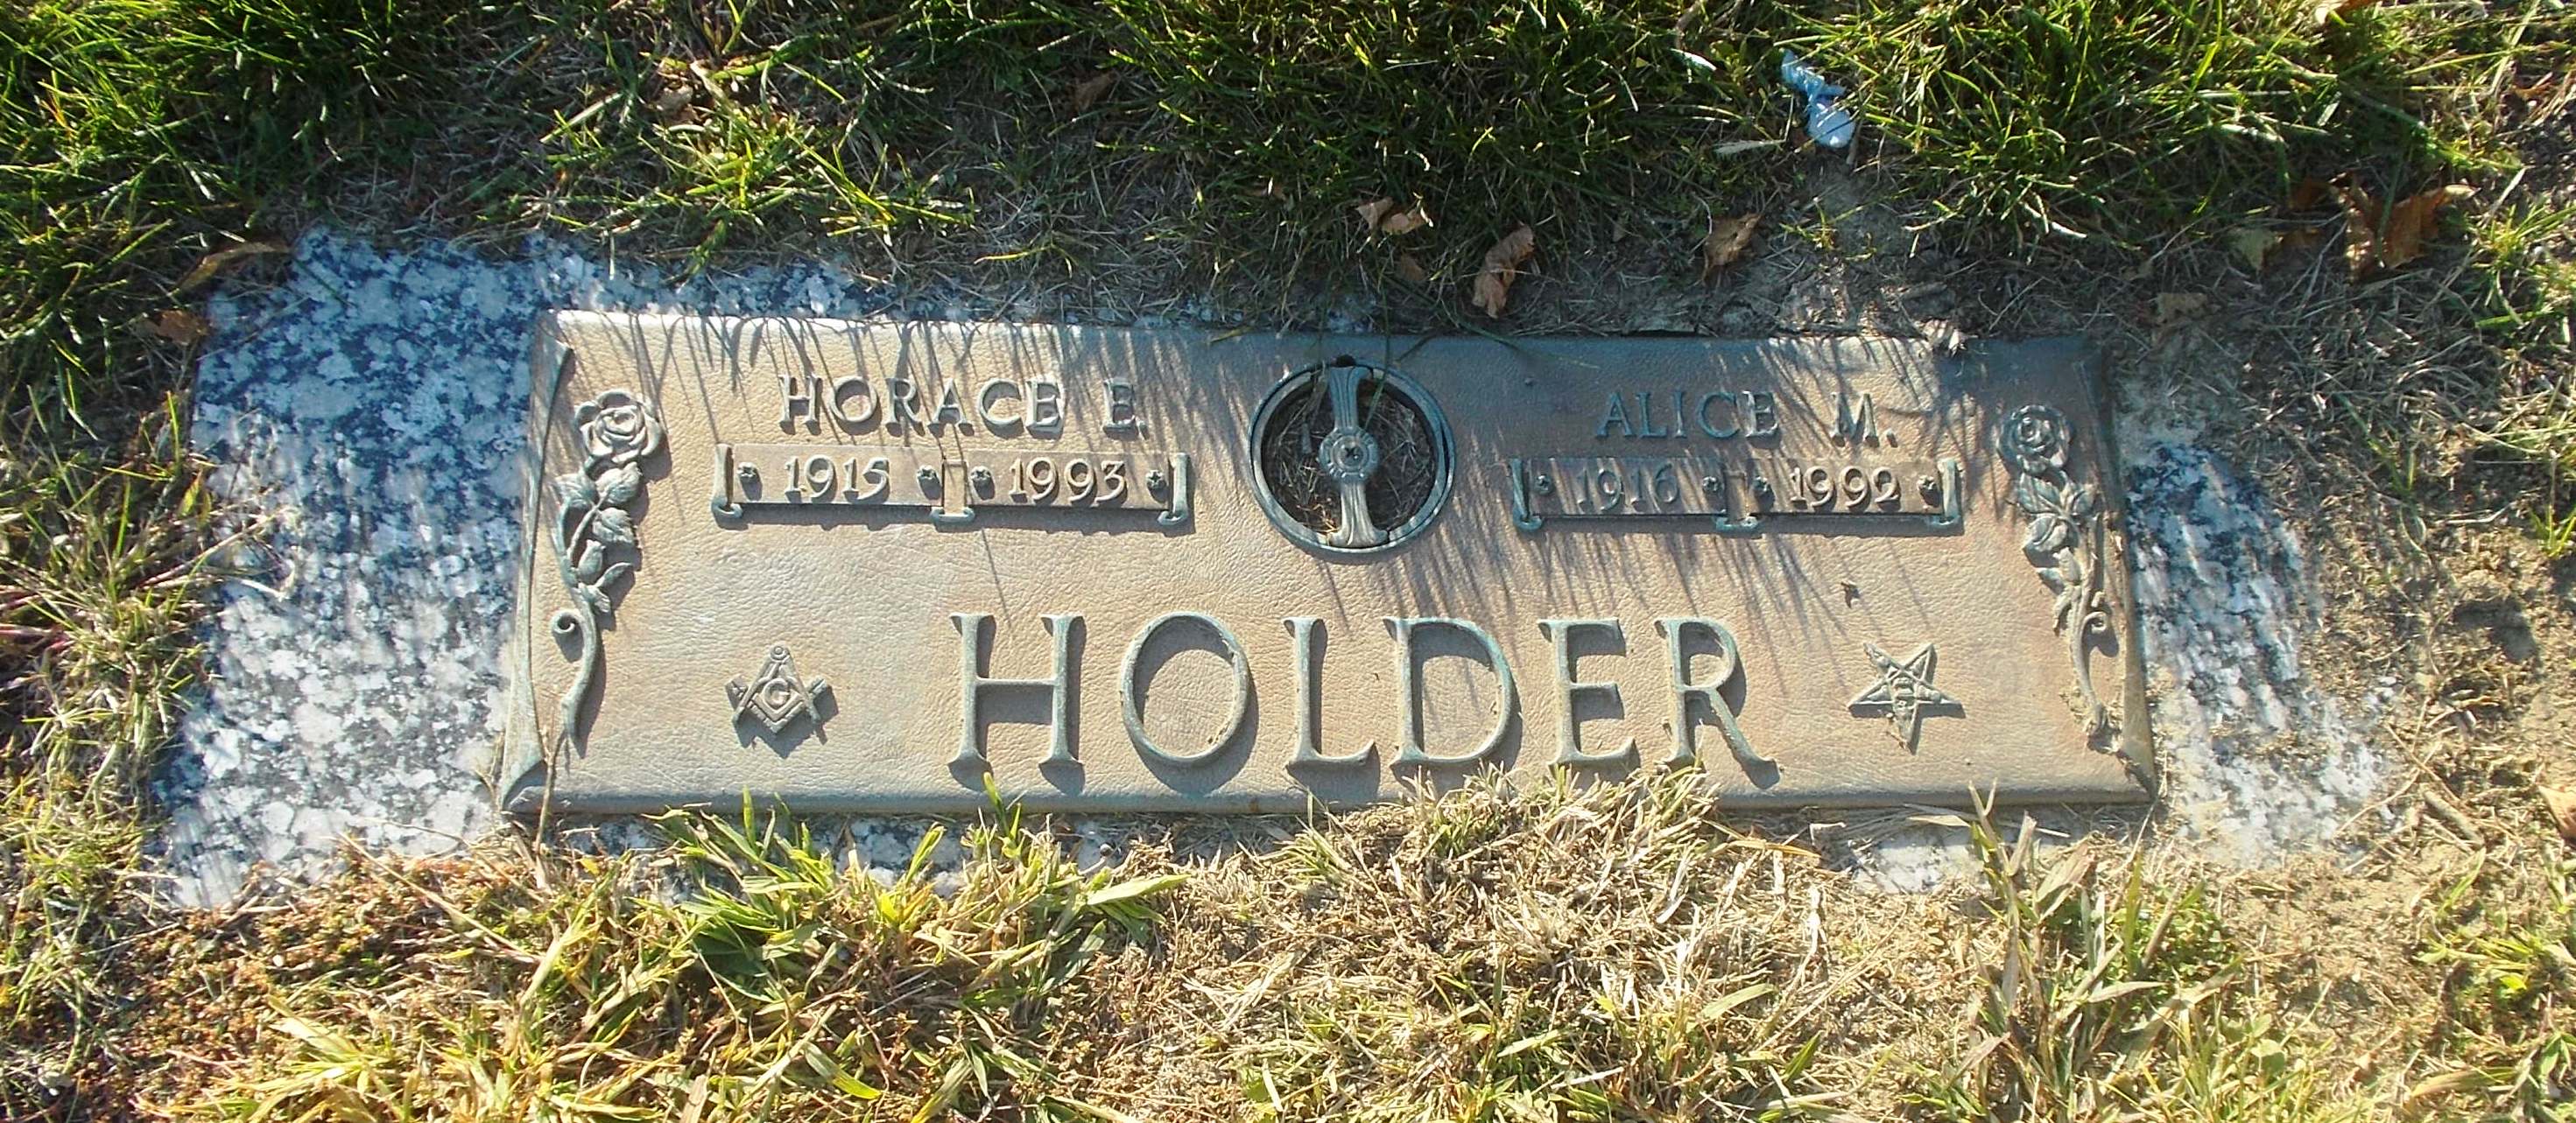 HORACE E.
1915 1993
ALICE M.
1916 1992
HOLDER
G